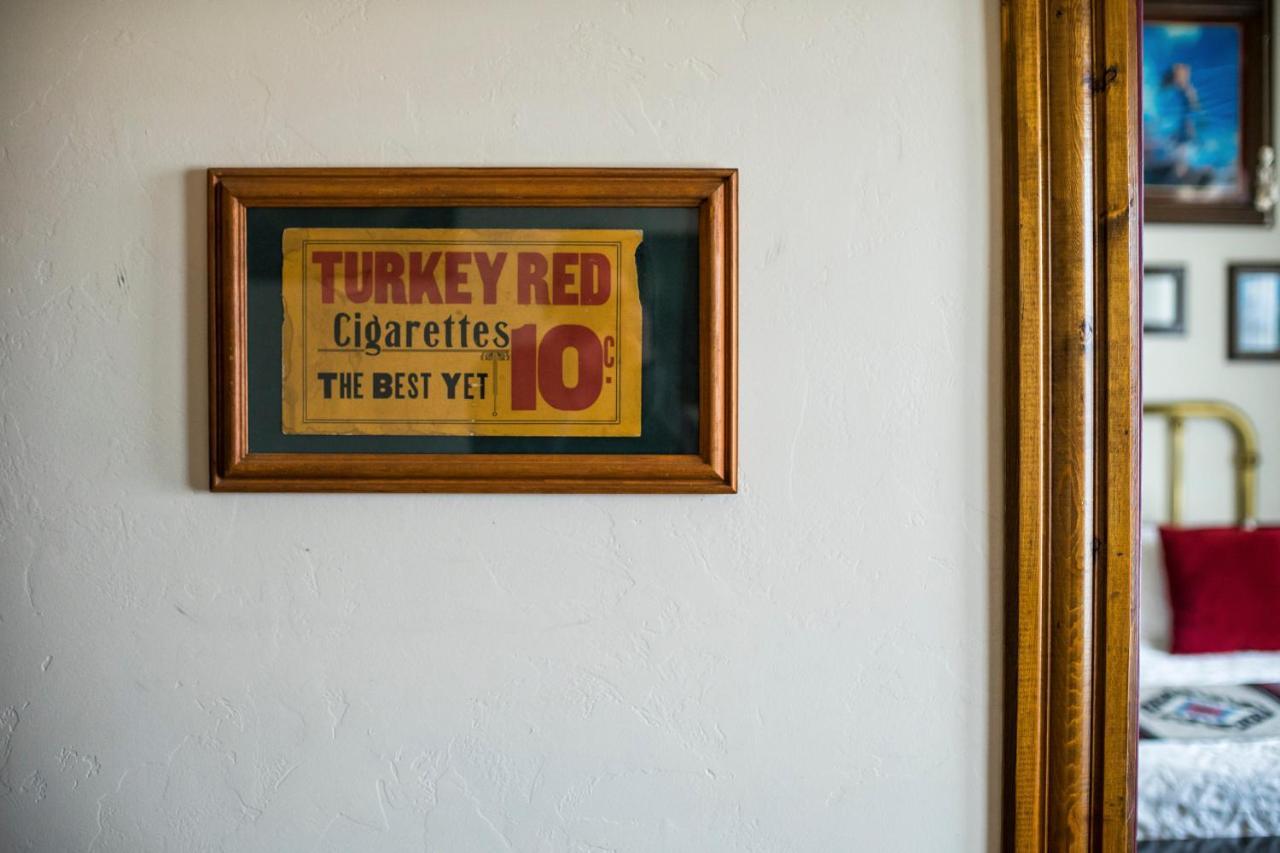 TURKEY RED
Cigarettes
THE BEST YET
10c.